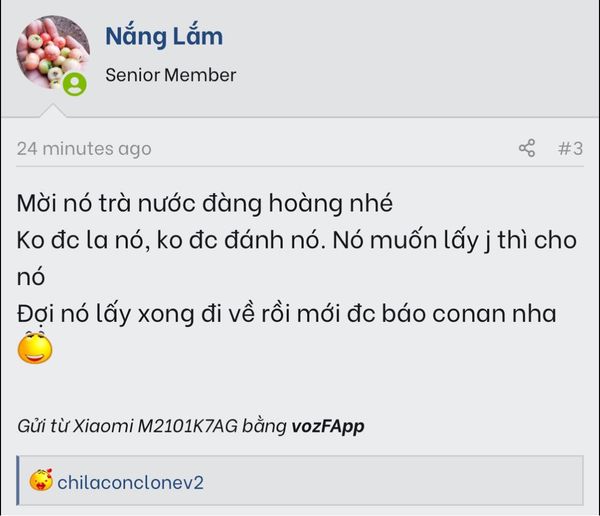 Nắng Lắm
Senior Member
24 minutes ago
#3
Mời nó trà nước đàng hoàng nhé
Ko đc la nó, ko đc đánh nó. Nó muốn lấy j thì cho
nó
Đợi nó lấy xong đi về rồi mới đc báo conan nha
Gửi từ Xiaomi M2101K7AG bằng vozFApp
chilaconclonev2